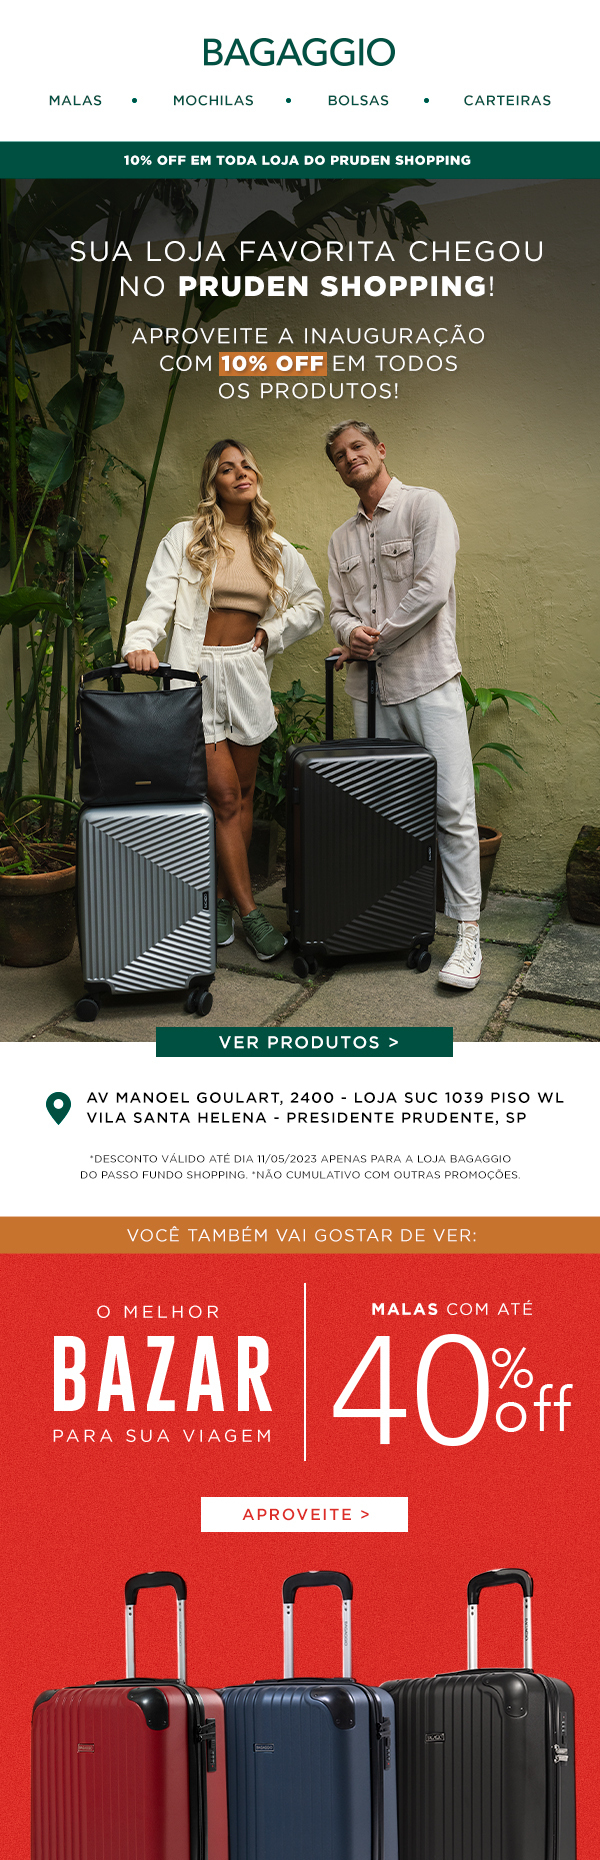 BAGAGGIO
MALAS • MOCHILAS • BOLSAS • CARTEIRAS
10% OFF EM TODA LOJA DO PRUDEN SHOPPING
SUA LOJA FAVORITA CHEGOU
NO PRUDEN SHOPPING!
APROVEITE A INAUGURAÇÃO
COM 10% OFF EM TODOS
OS PRODUTOS!
VER PRODUTOS >
AV MANOEL GOULART, 2400 - LOJA SUC 1039 PISO WL
VILA SANTA HELENA - PRESIDENTE PRUDENTE, SP
*DESCONTO VÁLIDO ATÉ DIA 11/05/2023 APENAS PARA A LOJA BAGAGGIO
DO PASSO FUNDO SHOPPING. *NÃO CUMULATIVO COM OUTRAS PROMOÇÕES.
VOCÊ TAMBÉM VAI GOSTAR DE VER:
O MELHOR
BAZAR
PARA SUA VIAGEM
MALAS COM ATÉ
40% off
APROVEITE >
BAGAGGIO